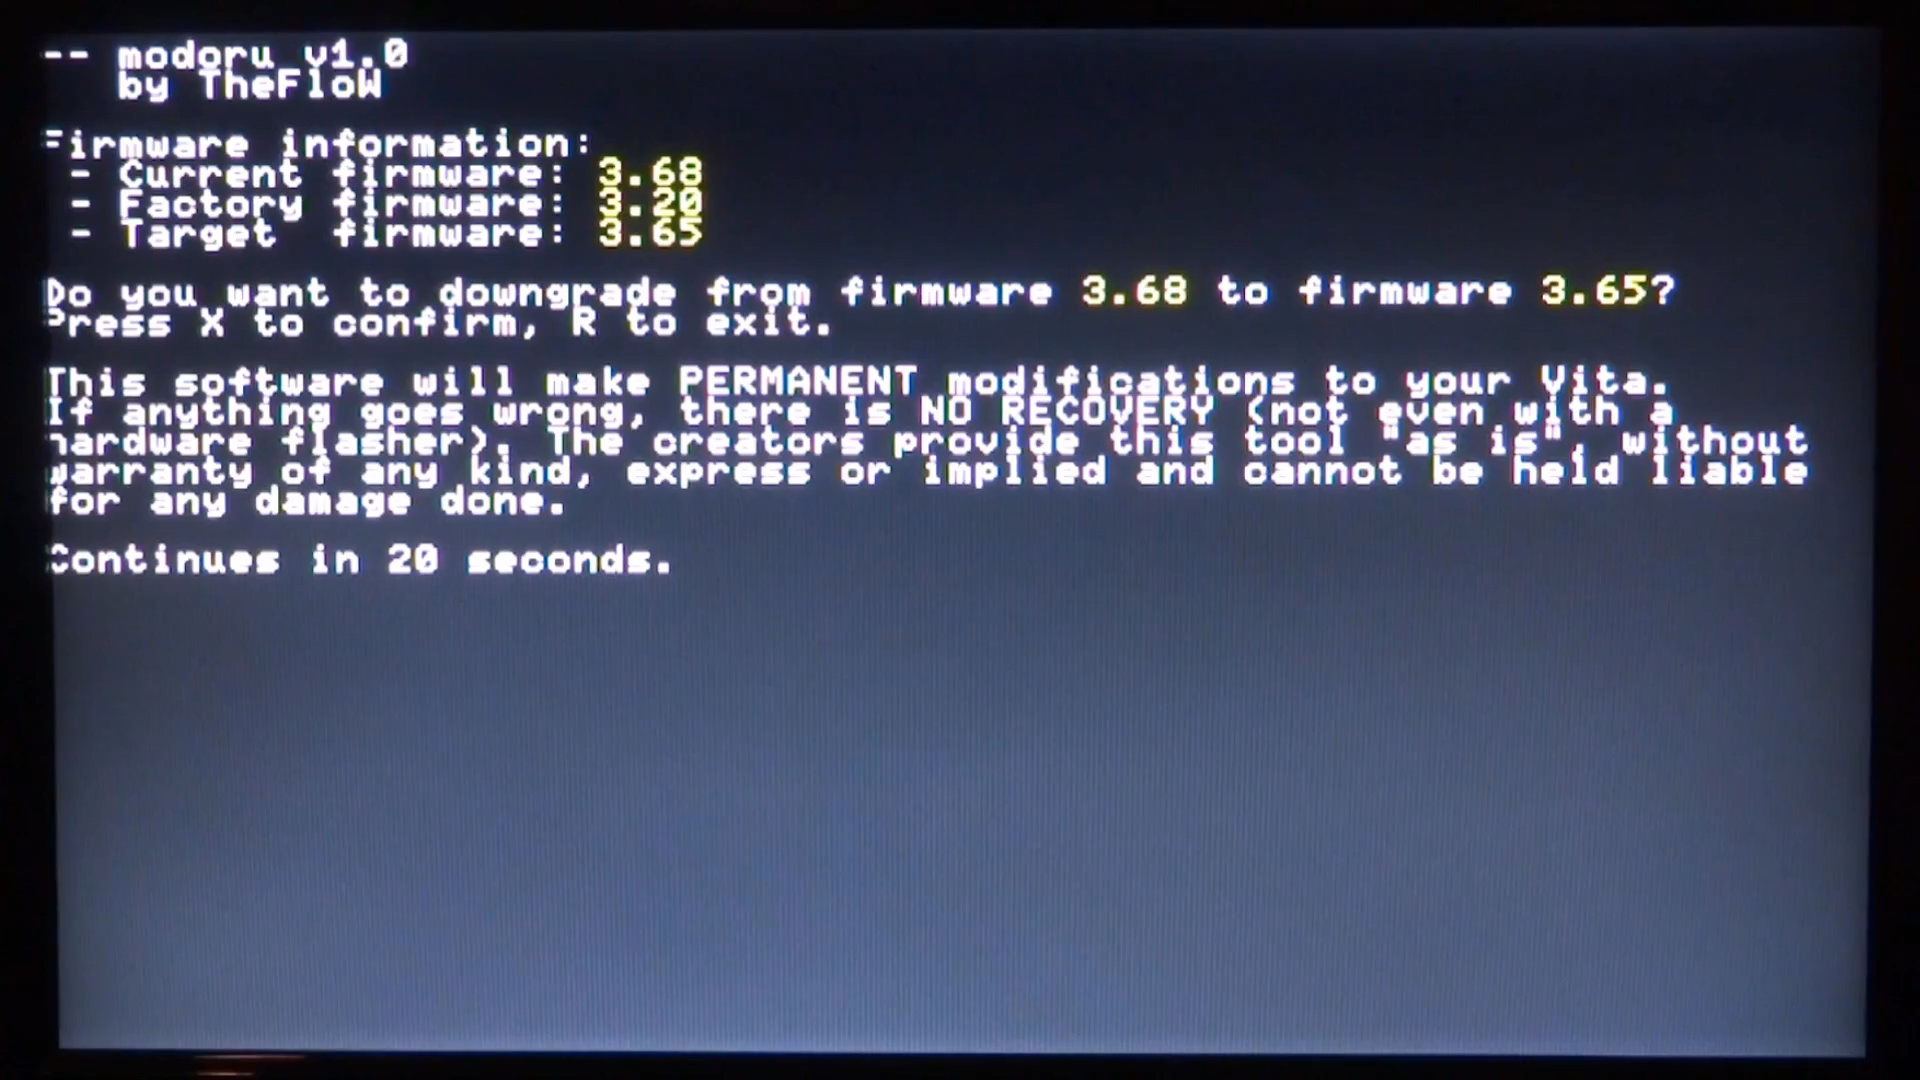 -- modoru v1.0
by TheFloW
Firmware information:
- Current firmware: 3.68
- Factory firmware: 3.20
- Target firmware: 3.65
Do you want to downgrade from firmware 3.68 to firmware 3.65?
Press X to confirm, R to exit.
This software will make PERMANENT modifications to your Vita.
If anything goes wrong, there is NO RECOVERY (not even with a
hardware flasher). The creators provide this tool "as is", without
warranty of any kind, express or implied and cannot be held liable
for any damage done.
Continues in 20 seconds.